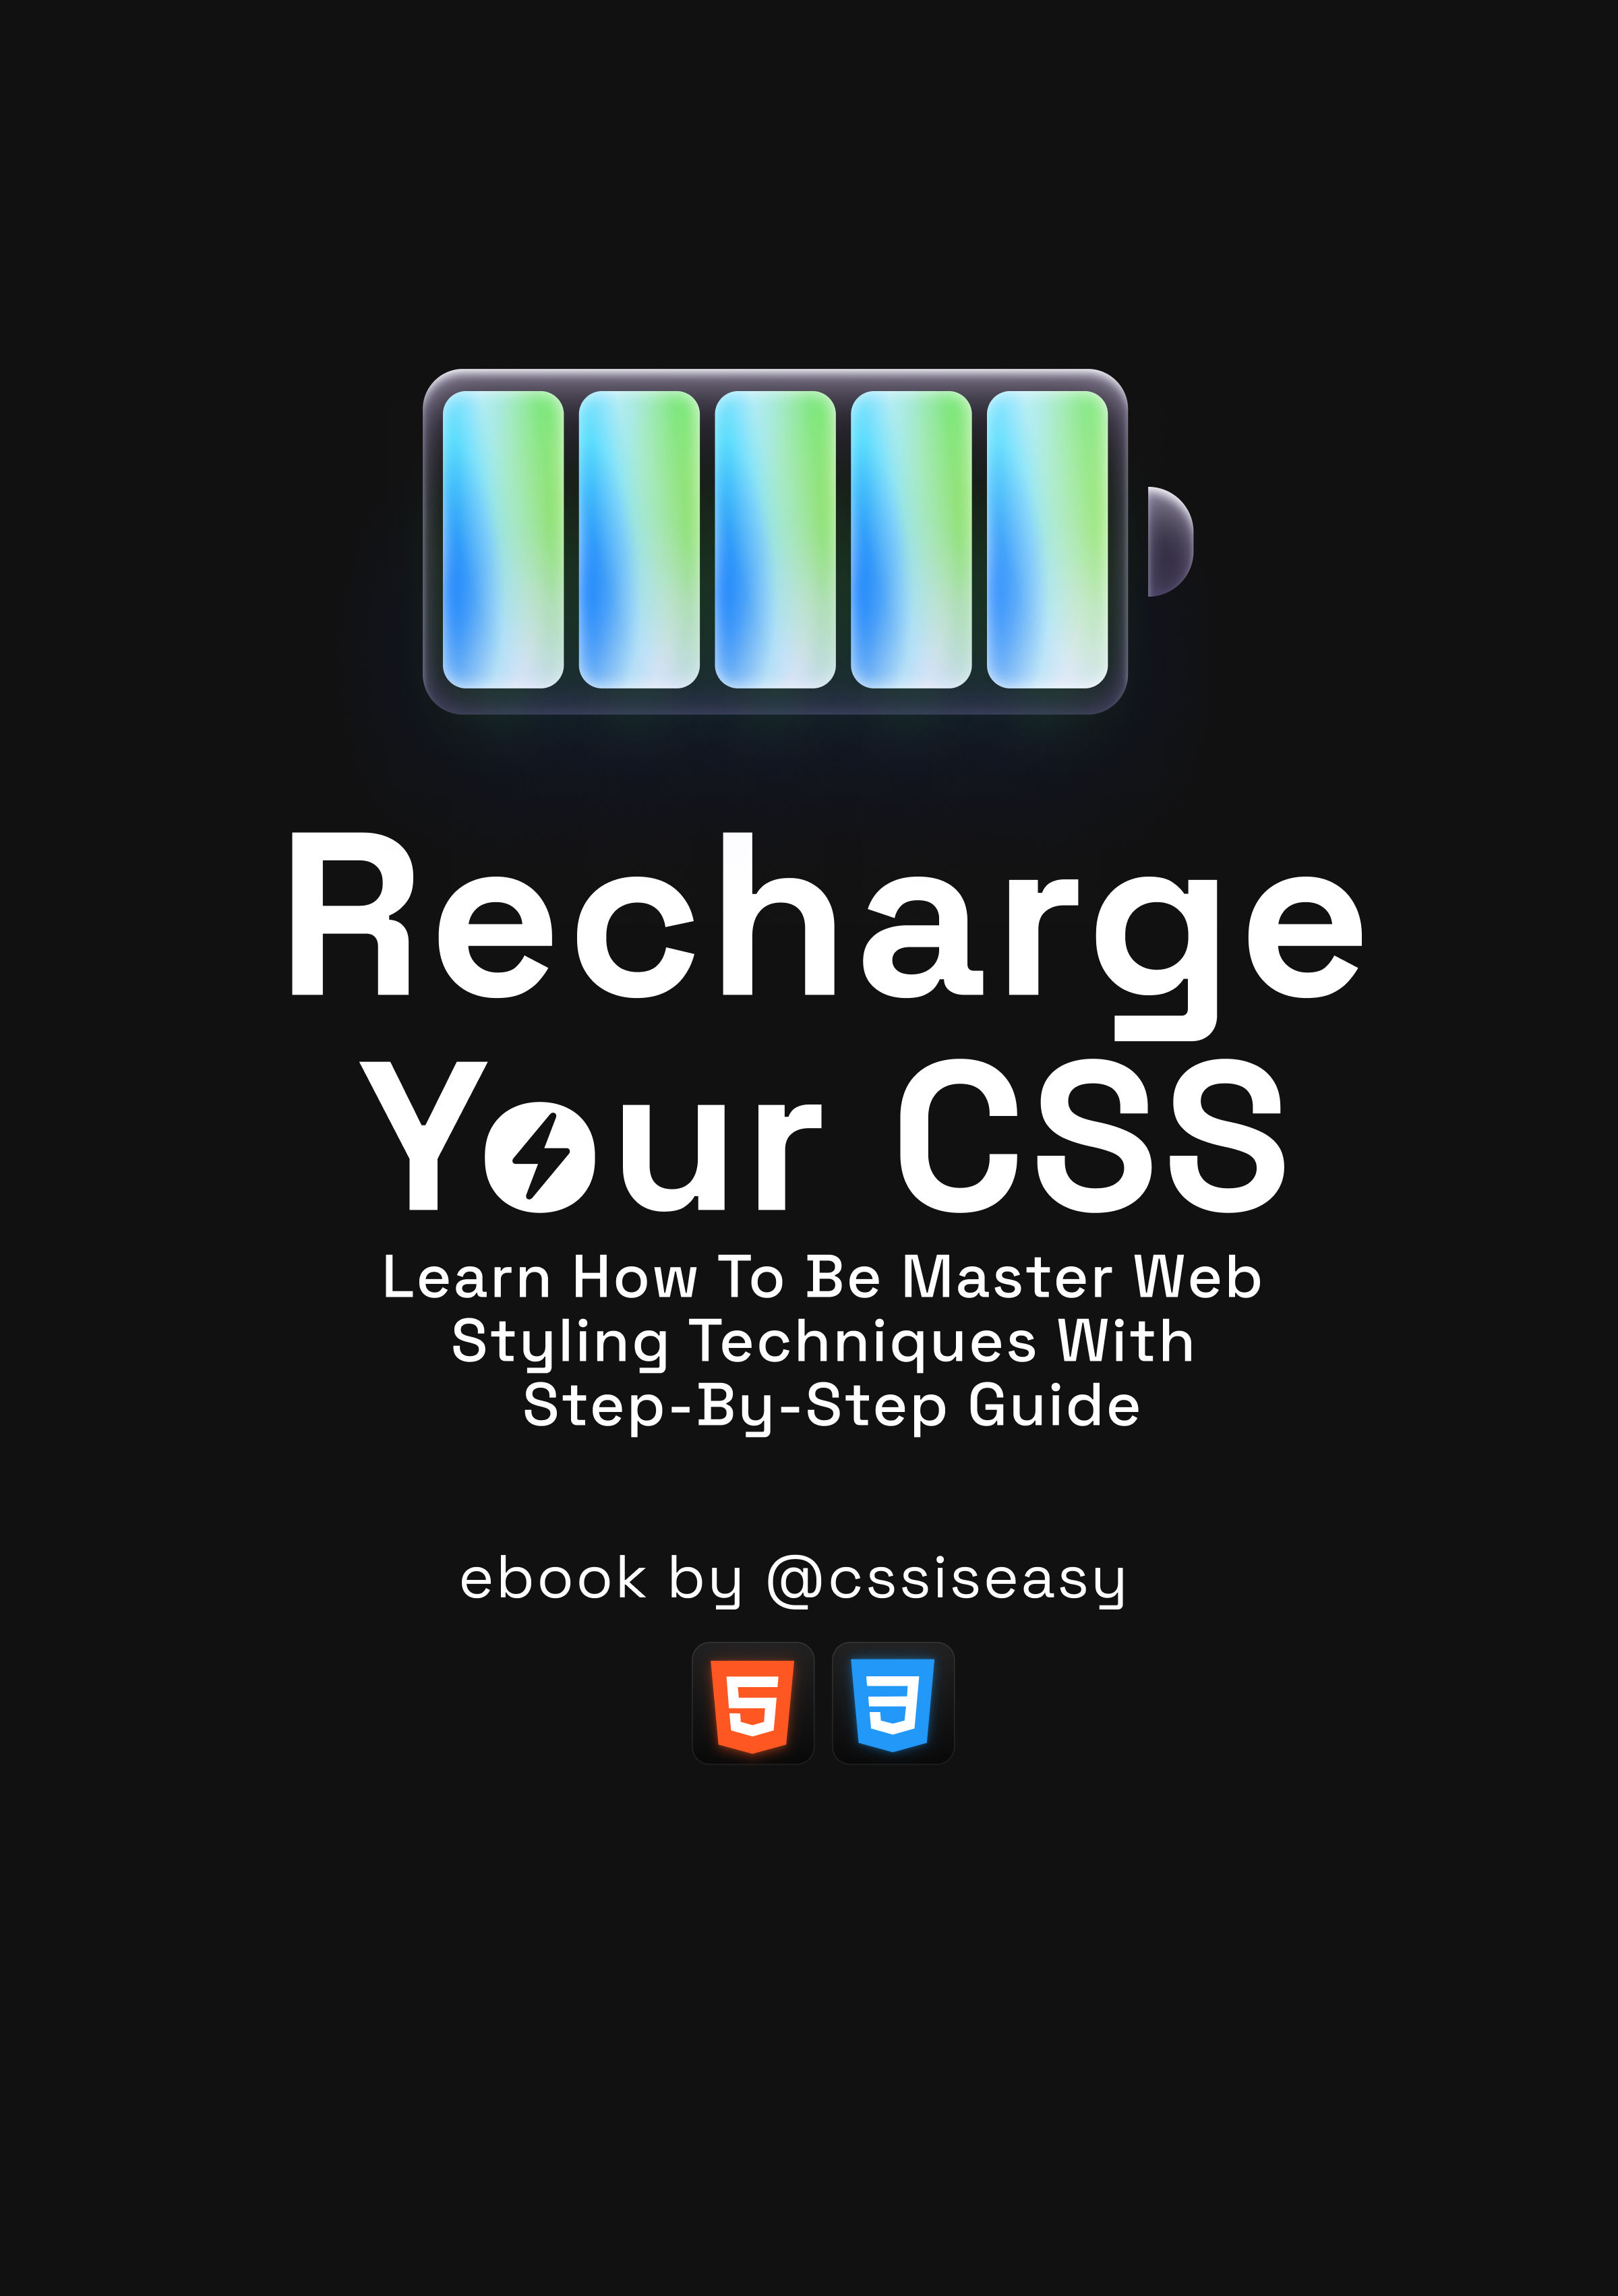 Recharge
Your CSS
Learn How To Be Master Web
Styling Techniques With
Step-By-Step Guide
ebook by @cssiseasy